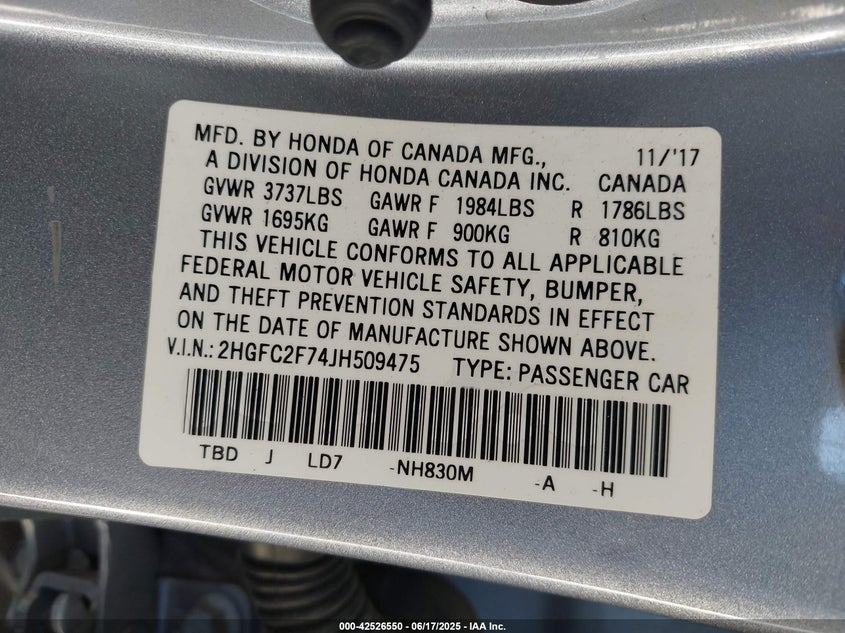 MFD. BY HONDA OF CANADA MFG., 11/'17
A DIVISION OF HONDA CANADA INC. CANADA
GVWR 3737LBS GAWR F 1984LBS R 1786LBS
GVWR 1695KG GAWR F 900KG R 810KG
THIS VEHICLE CONFORMS TO ALL APPLICABLE
FEDERAL MOTOR VEHICLE SAFETY, BUMPER,
AND THEFT PREVENTION STANDARDS IN EFFECT
ON THE DATE OF MANUFACTURE SHOWN ABOVE.
V.I.N.: 2HGFC2F74JH509475 TYPE: PASSENGER CAR
TBD J LD7 -NH830M -A -H
000-42526550 - 06/17/2025 - IAA Inc.